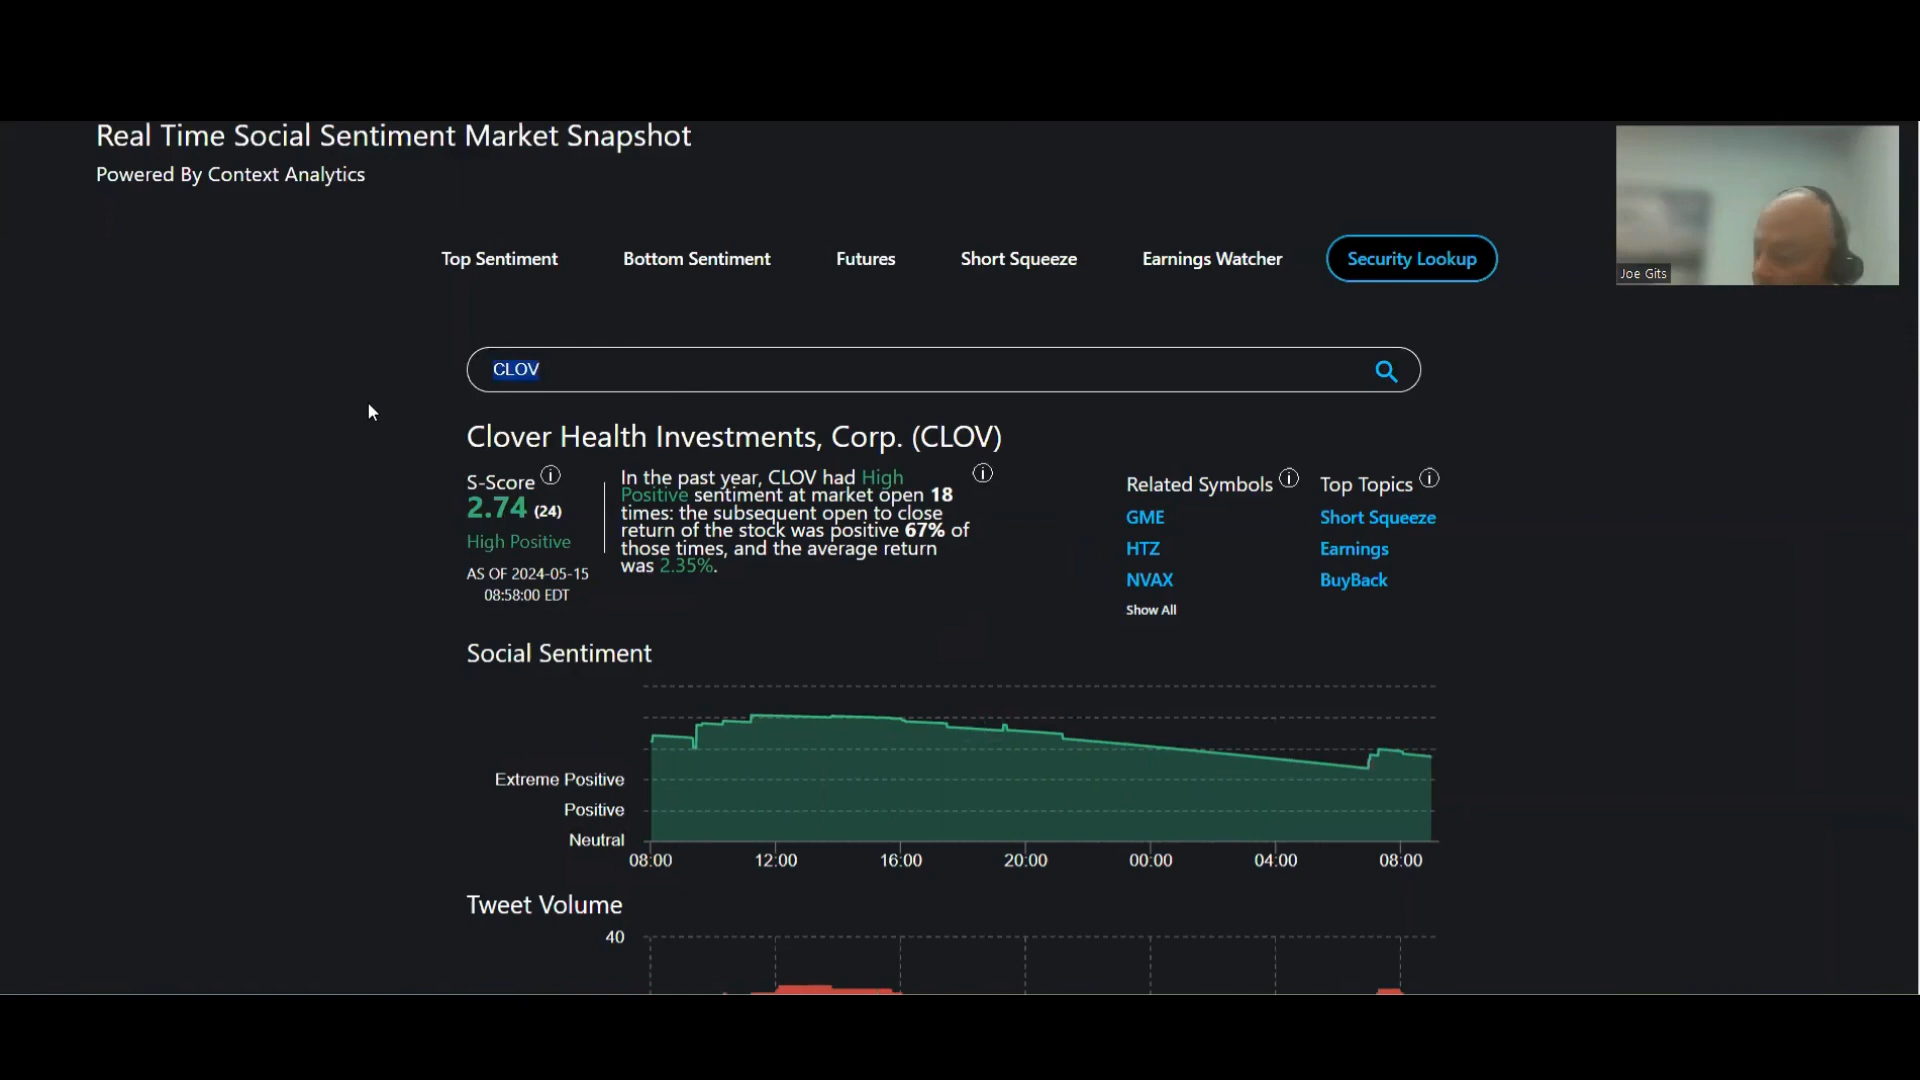 Real Time Social Sentiment Market Snapshot
Powered By Context Analytics
Joe Gits
Top Sentiment
Bottom Sentiment
Futures
Short Squeeze
Earnings Watcher
Security Lookup
CLOV
Clover Health Investments, Corp. (CLOV)
S-Score
2.74 (24)
High Positive
AS OF 2024-05-15
08:58:00 EDT
In the past year, CLOV had High
Positive sentiment at market open 18
times: the subsequent open to close
return of the stock was positive 67% of
those times, and the average return
was 2.35%.
Related Symbols
GME
HTZ
NVAX
Show All
Top Topics
Short Squeeze
Earnings
BuyBack
Social Sentiment
Extreme Positive
Positive
Neutral
08:00 12:00 16:00 20:00 00:00 04:00 08:00
Tweet Volume
40